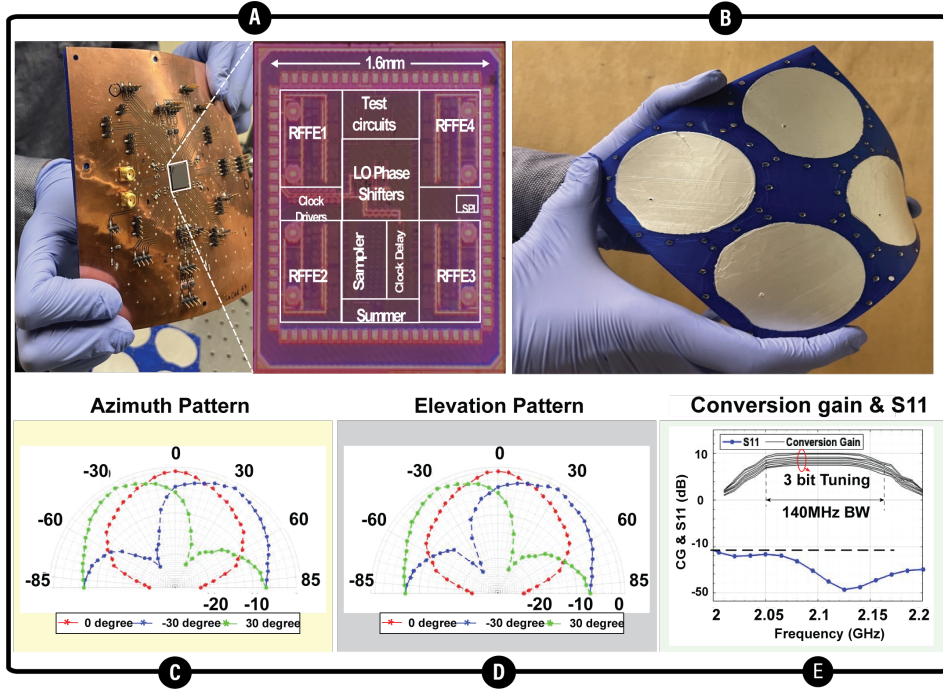 A
B
1.6mm
RFFE1
Test
circuits
RFFE4
LO Phase
Shifters
Clock
Drivers
SPI
RFFE2
Sampler
Clock Delay
RFFE3
Summer
Azimuth Pattern
Elevation Pattern
Conversion gain & S11
0
-30
30
-60
60
-85
85
-20 -10
0 degree
-30 degree
30 degree
0
-30
30
-60
60
-85
85
-20 -10 0
0 degree
-30 degree
30 degree
S11
Conversion Gain
CG & S11 (dB)
10
0
-10
-50
3 bit Tuning
140MHz BW
2 2.05 2.1 2.15 2.2
Frequency (GHz)
C
D
E